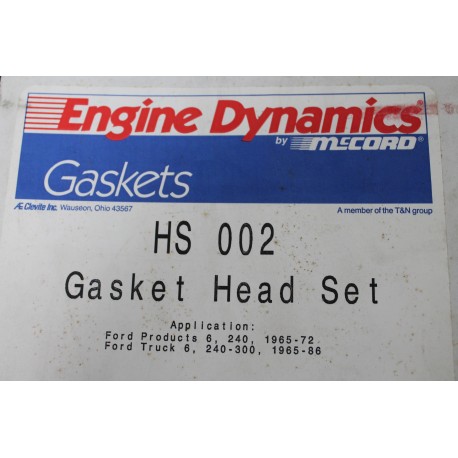 Engine Dynamics
by McCORD®
Gaskets
AE Clevite Inc. Wauseon, Ohio 43567
A member of the T&N group
HS 002
Gasket Head Set
Application:
Ford Products 6, 240, 1965-72
Ford Truck 6, 240-300, 1965-86